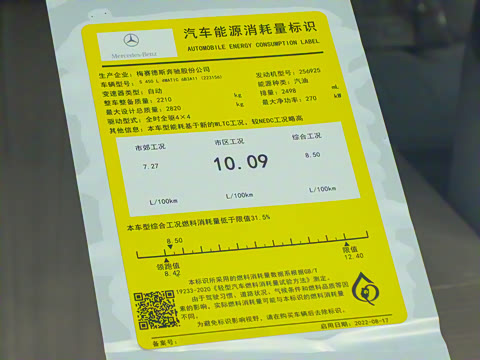 Mercedes-Benz
汽车能源消耗量标识
AUTOMOBILE ENERGY CONSUMPTION LABEL
生产企业：梅赛德斯奔驰股份公司
车辆型号：S 450 L 4MATIC 6B3A11 (223156)
发动机型号：256925
变速器类型：自动
能源种类：汽油
整车整备质量：2210 kg
排量：2498 mL
最大设计总质量：2820 kg
最大净功率：270 kW
驱动型式：全时全驱4×4
其他信息：本车型能耗基于新的WLTC工况，较NEDC工况略高
市郊工况 市区工况 综合工况
7.27 10.09 8.50
L/100km L/100km L/100km
本车型综合工况燃料消耗量低于限值31.5%
8.50
领跑值 限值
8.42 12.40
本标识所采用的燃料消耗量数据系根据GB/T
19233-2020《轻型汽车燃料消耗量试验方法》测定。
由于驾驶习惯、道路状况、气候条件和燃料品质等因
素的影响，实际燃料消耗量可能与本标识的燃料消耗量
不同。
为避免标识影响视野，请在购买车辆后去除标识。
备案号：
启用日期：2022-08-17